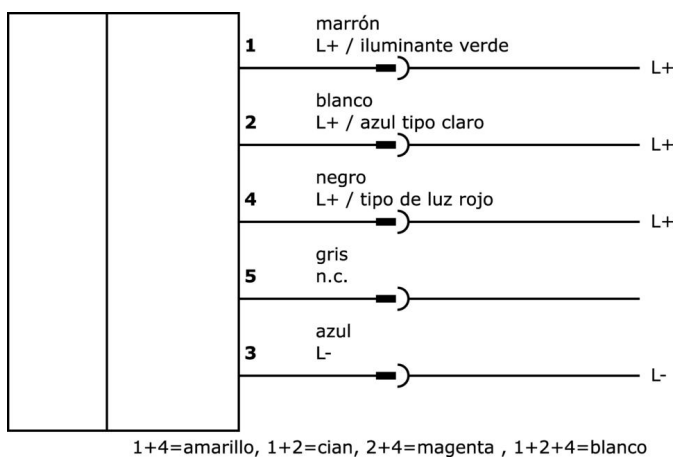 marrón
1 L+ / iluminante verde
L+
blanco
2 L+ / azul tipo claro
L+
negro
4 L+ / tipo de luz rojo
L+
gris
5 n.c.
azul
3 L-
L-
1+4=amarillo, 1+2=cian, 2+4=magenta , 1+2+4=blanco